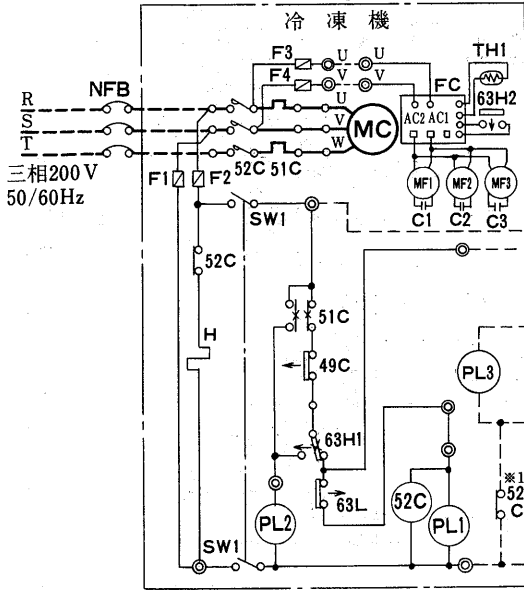 冷凍機
F3 U U TH1
F4 V V FC
NFB 63H2
R U
S V MC AC2 AC1
T W
三相200V
50/60Hz
F1 F2 52C 51C
MF1 MF2 MF3
SW1 C1 C2 C3
52C
51C
H
49C
PL3
63H1
※1
52C PL1 52
C
63L
PL2
SW1